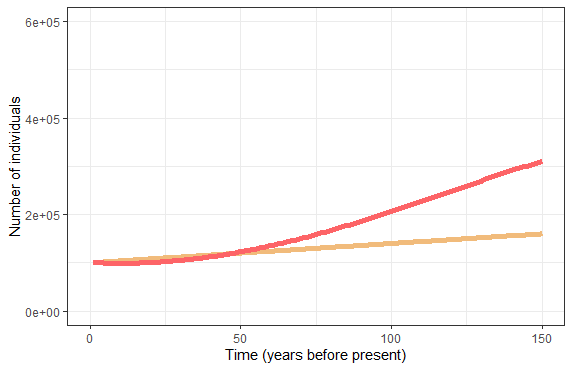 6e+05
4e+05
2e+05
0e+00
Number of individuals
0 50 100 150
Time (years before present)